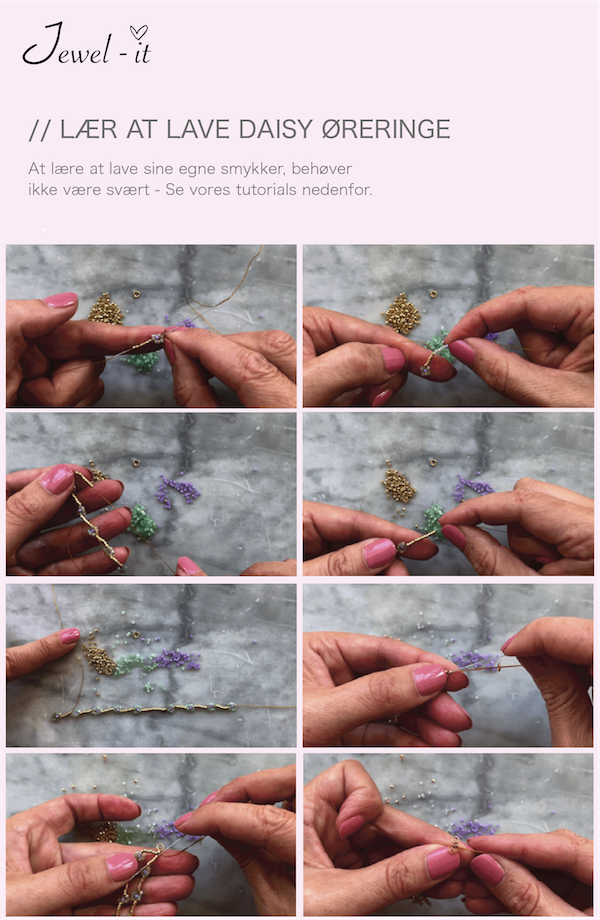 Jewel - it
// LÆR AT LAVE DAISY ØRERINGE
At lære at lave sine egne smykker, behøver
ikke være svært - Se vores tutorials nedenfor.